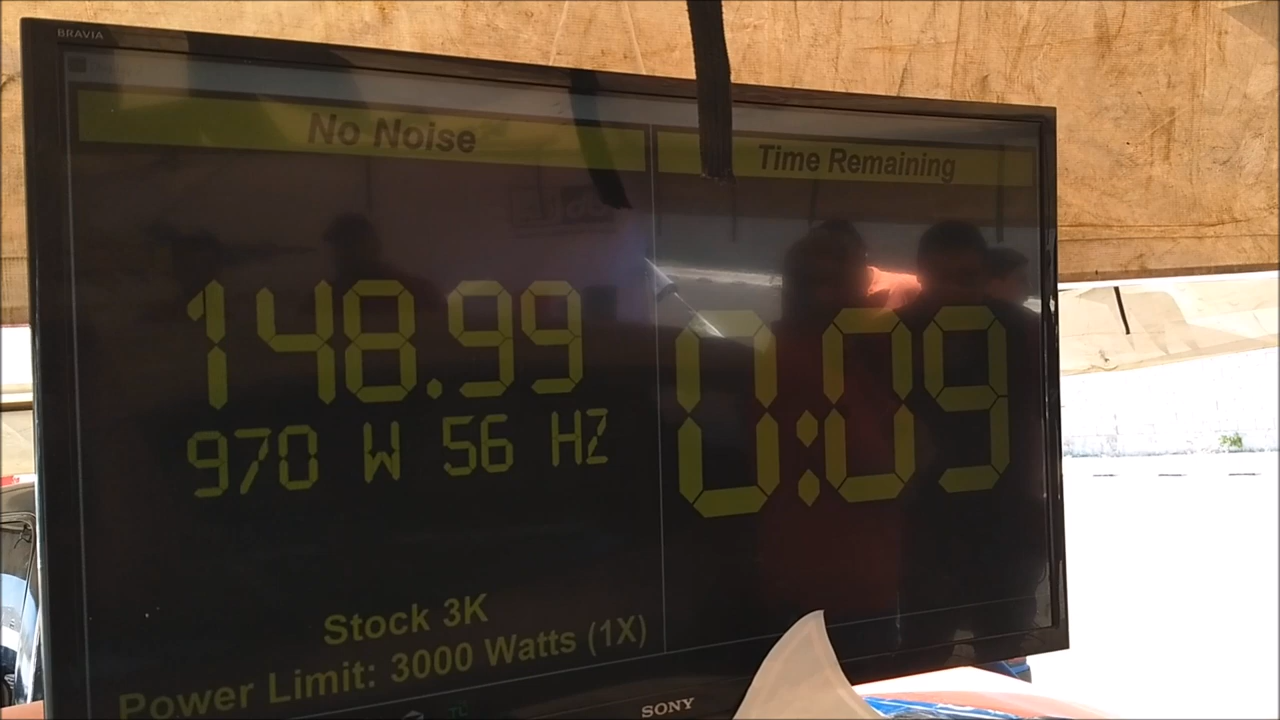 BRAVIA
No Noise
Time Remaining
148.99
0:09
970 W 56 HZ
Stock 3K
Power Limit: 3000 Watts (1X)
SONY